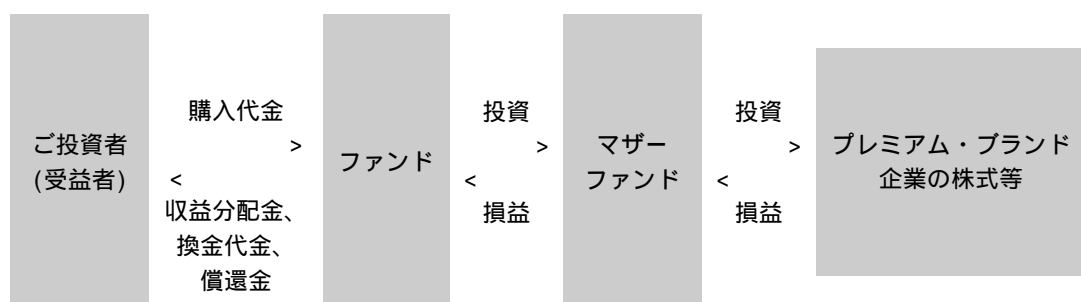 ご投資者
(受益者)
購入代金
>
<
収益分配金、
換金代金、
償還金
ファンド
投資
>
<
損益
マザー
ファンド
投資
>
<
損益
プレミアム・ブランド
企業の株式等